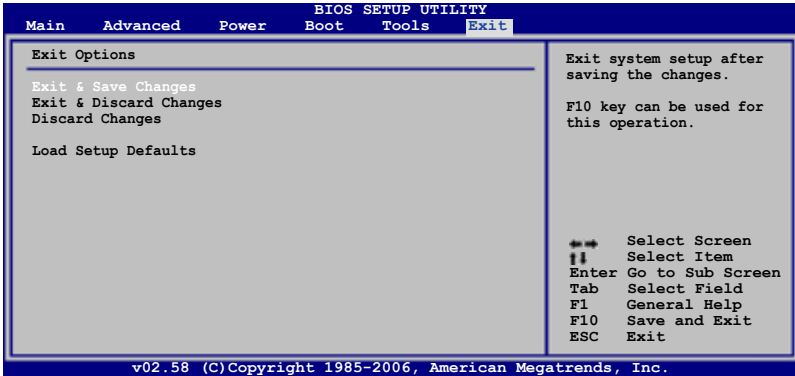 BIOS SETUP UTILITY
Main Advanced Power Boot Tools Exit
Exit Options
Exit & Save Changes
Exit & Discard Changes
Discard Changes
Load Setup Defaults
Exit system setup after
saving the changes.
F10 key can be used for
this operation.
Select Screen
Select Item
Enter Go to Sub Screen
Tab Select Field
F1 General Help
F10 Save and Exit
ESC Exit
v02.58 (C)Copyright 1985-2006, American Megatrends, Inc.